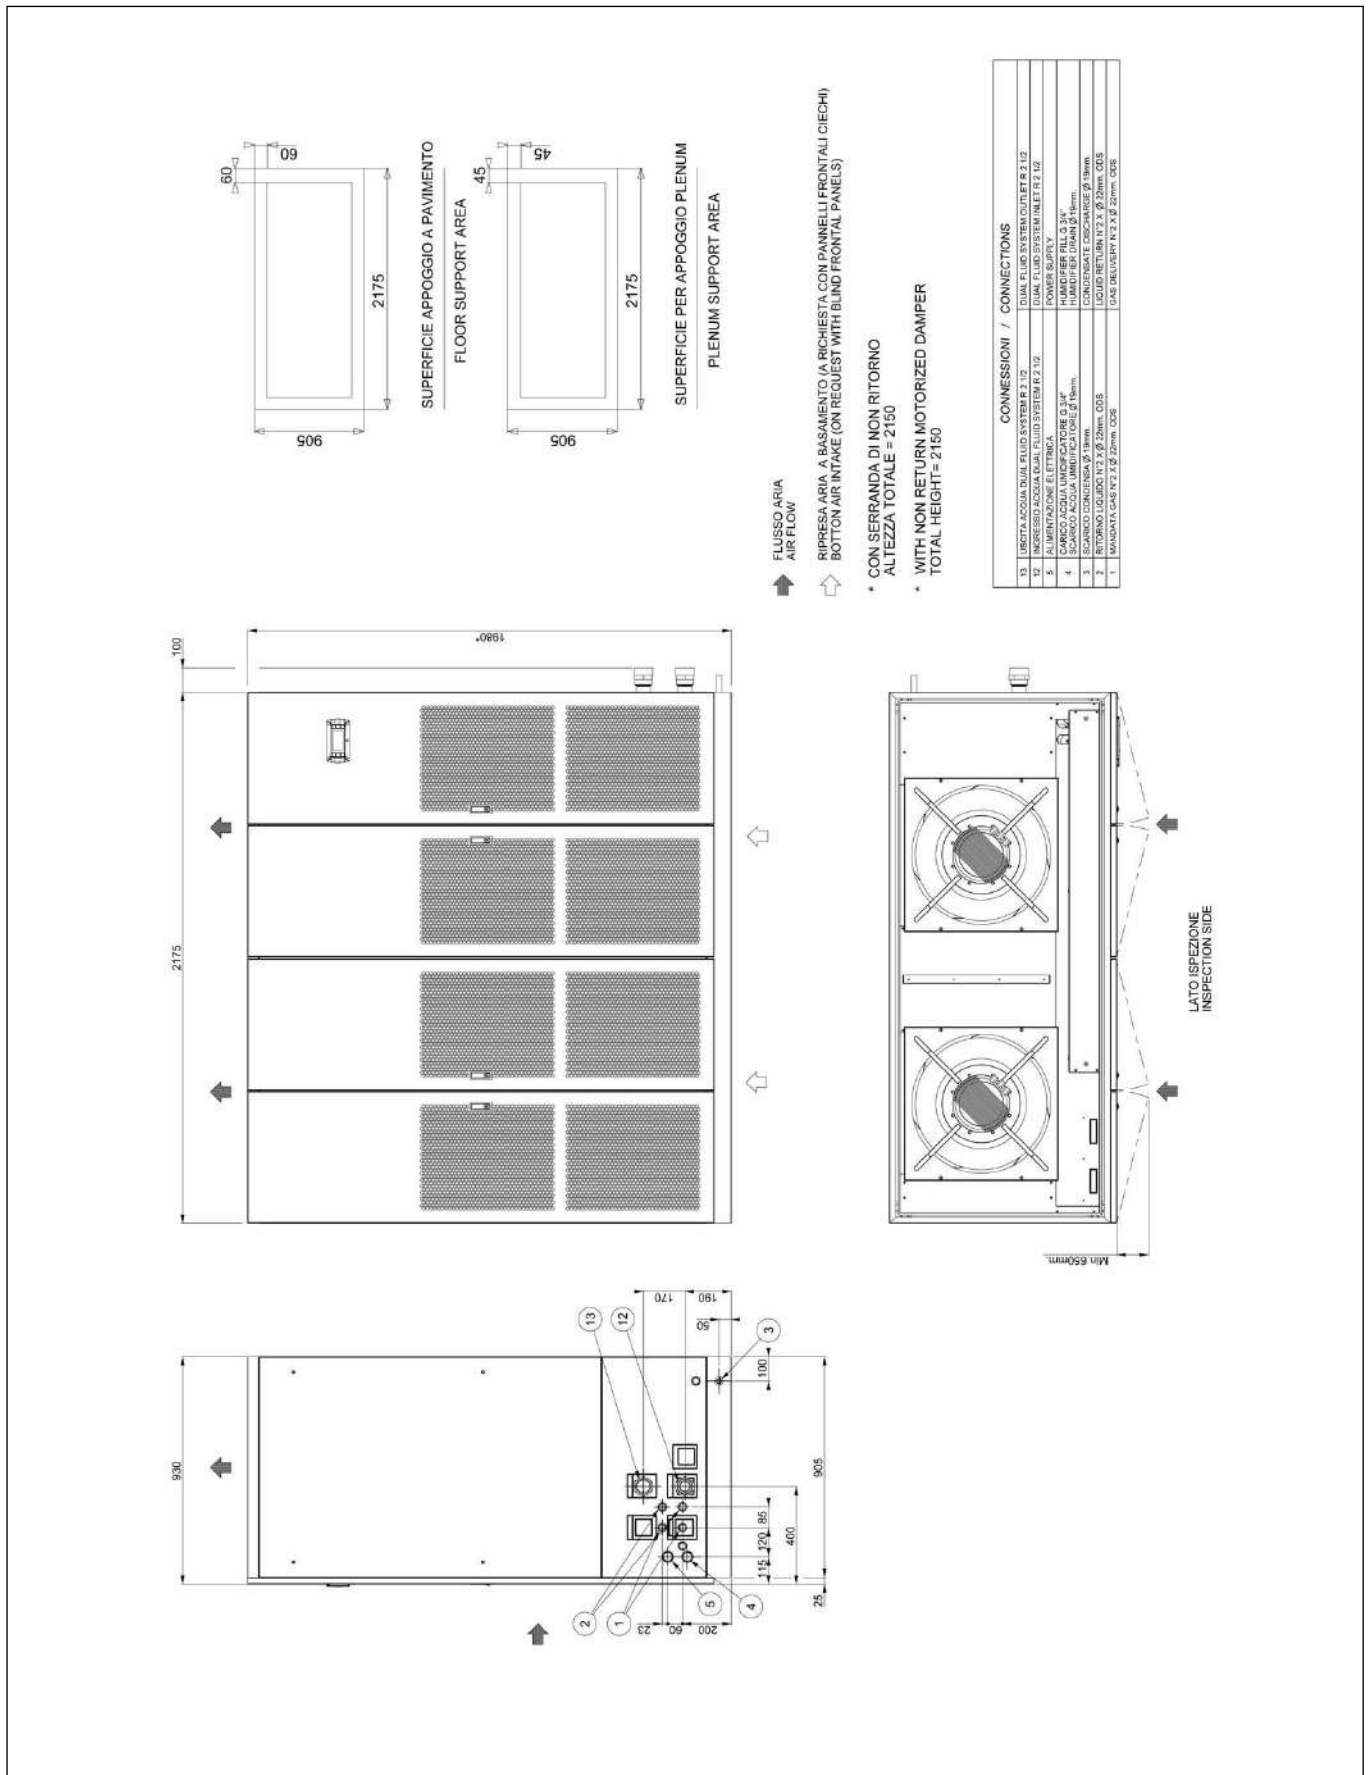 60
60
905
2175
SUPERFICIE APPOGGIO A PAVIMENTO
FLOOR SUPPORT AREA
45
45
905
2175
SUPERFICIE PER APPOGGIO PLENUM
PLENUM SUPPORT AREA
FLUSSO ARIA
AIR FLOW
RIPRESA ARIA A BASAMENTO (A RICHIESTA CON PANNELLI FRONTALI CIECHI)
BOTTON AIR INTAKE (ON REQUEST WITH BLIND FRONTAL PANELS)
* CON SERRANDA DI NON RITORNO
ALTEZZA TOTALE = 2150
* WITH NON RETURN MOTORIZED DAMPER
TOTAL HEIGHT= 2150
CONNESSIONI / CONNECTIONS
13 USCITA ACQUA DUAL FLUID SYSTEM R 2 1/2 DUAL FLUID SYSTEM OUTLET R 2 1/2
12 INGRESSO ACQUA DUAL FLUID SYSTEM R 2 1/2 DUAL FLUID SYSTEM INLET R 2 1/2
5 ALIMENTAZIONE ELETTRICA POWER SUPPLY
4 CARICO ACQUA UMIDIFICATORE G 3/4" HUMIDIFIER FILL G 3/4"
SCARICO ACQUA UMIDIFICATORE Ø 19mm. HUMIDIFIER DRAIN Ø 19mm.
3 SCARICO CONDENSA Ø 19mm. CONDENSATE DISCHARGE Ø 19mm.
2 RITORNO LIQUIDO N°2 X Ø 22mm. ODS LIQUID RETURN N°2 X Ø 22mm. ODS
1 MANDATA GAS N°2 X Ø 22mm. ODS GAS DELIVERY N°2 X Ø 22mm. ODS
2175
100
1980*
LATO ISPEZIONE
INSPECTION SIDE
Min 650mm.
930
13
12
170
190
50
3
100
905
400
85
120
115
25
2
1
5
4
23
60
200